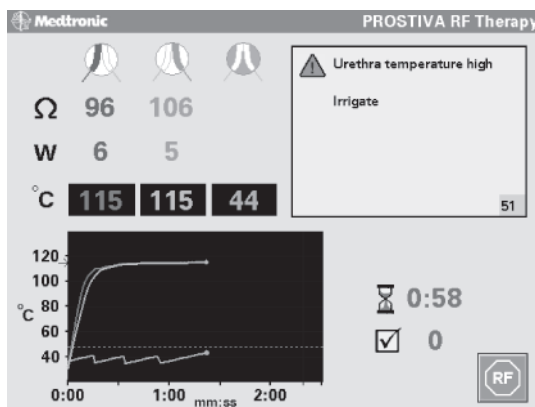 Medtronic
PROSTIVA RF Therapy
Urethra temperature high
Irrigate
51
Ω 96 106
W 6 5
°C 115 115 44
120
100
°C 80
60
40
0:00 1:00 2:00
mm:ss
0:58
0
RF